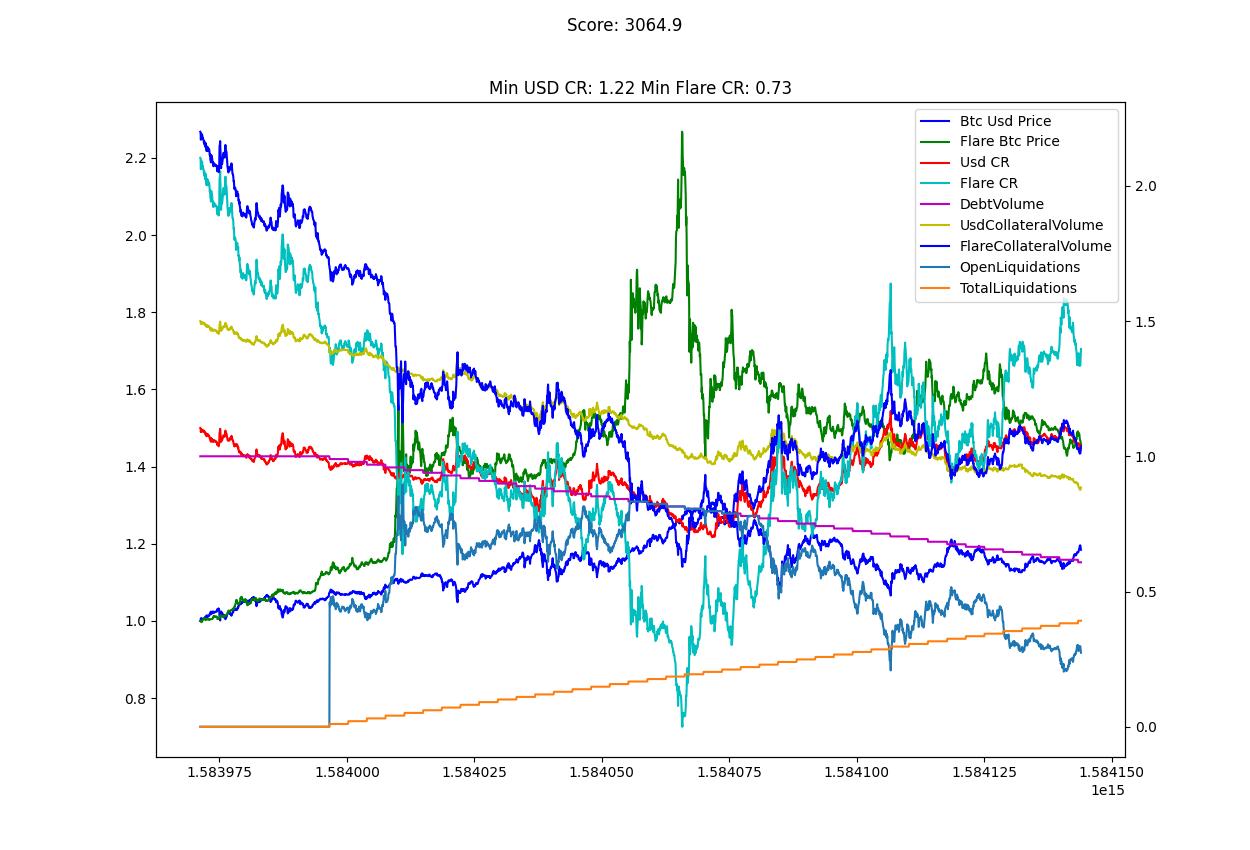 Score: 3064.9
Min USD CR: 1.22 Min Flare CR: 0.73
Btc Usd Price
Flare Btc Price
Usd CR
Flare CR
DebtVolume
UsdCollateralVolume
FlareCollateralVolume
OpenLiquidations
TotalLiquidations
2.2
2.0
1.8
1.6
1.4
1.2
1.0
0.8
2.0
1.5
1.0
0.5
0.0
1.583975 1.584000 1.584025 1.584050 1.584075 1.584100 1.584125 1.584150
1e15